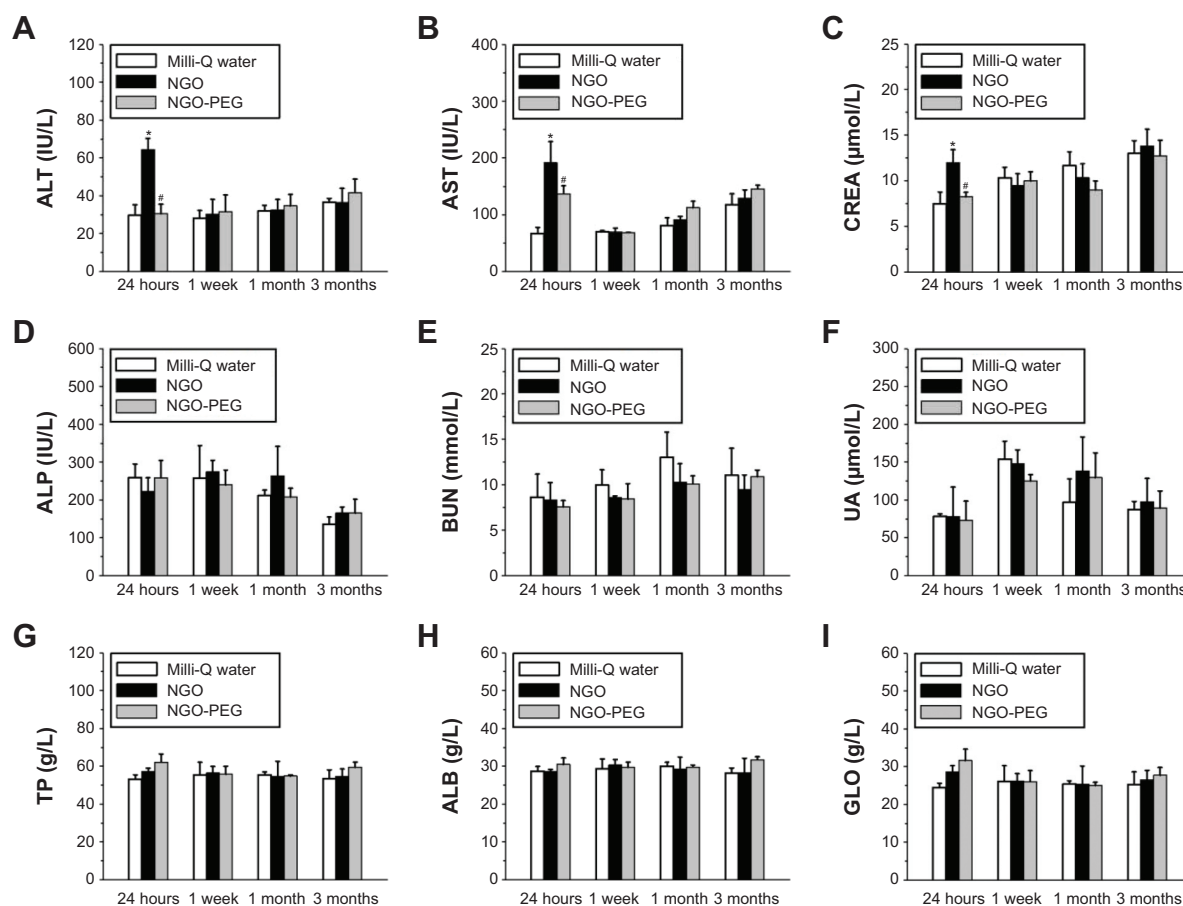 A
ALT (IU/L)
120
100
80
60
40
20
0
Milli-Q water
NGO
NGO-PEG
*
#
24 hours 1 week 1 month 3 months
B
AST (IU/L)
400
300
200
100
0
Milli-Q water
NGO
NGO-PEG
*
#
24 hours 1 week 1 month 3 months
C
CREA (μmol/L)
25
20
15
10
5
0
Milli-Q water
NGO
NGO-PEG
*
#
24 hours 1 week 1 month 3 months
D
ALP (IU/L)
600
500
400
300
200
100
0
Milli-Q water
NGO
NGO-PEG
24 hours 1 week 1 month 3 months
E
BUN (mmol/L)
25
20
15
10
5
0
Milli-Q water
NGO
NGO-PEG
24 hours 1 week 1 month 3 months
F
UA (μmol/L)
300
250
200
150
100
50
0
Milli-Q water
NGO
NGO-PEG
24 hours 1 week 1 month 3 months
G
TP (g/L)
120
100
80
60
40
20
0
Milli-Q water
NGO
NGO-PEG
24 hours 1 week 1 month 3 months
H
ALB (g/L)
60
50
40
30
20
10
0
Milli-Q water
NGO
NGO-PEG
24 hours 1 week 1 month 3 months
I
GLO (g/L)
60
50
40
30
20
10
0
Milli-Q water
NGO
NGO-PEG
24 hours 1 week 1 month 3 months